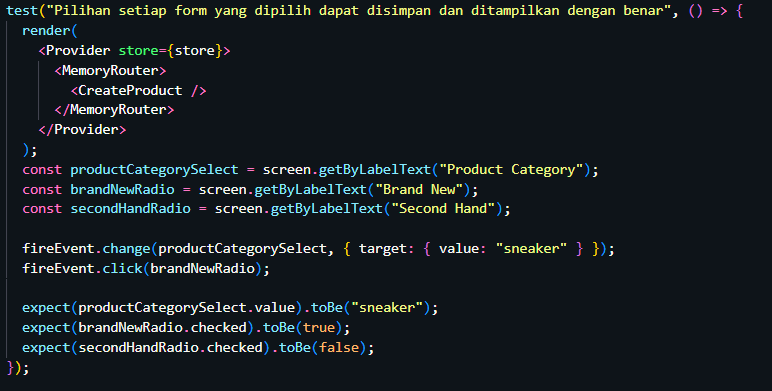 test("Pilihan setiap form yang dipilih dapat disimpan dan ditampilkan dengan benar", () => {
  render(
    <Provider store={store}>
      <MemoryRouter>
        <CreateProduct />
      </MemoryRouter>
    </Provider>
  );
  const productCategorySelect = screen.getByLabelText("Product Category");
  const brandNewRadio = screen.getByLabelText("Brand New");
  const secondHandRadio = screen.getByLabelText("Second Hand");

  fireEvent.change(productCategorySelect, { target: { value: "sneaker" } });
  fireEvent.click(brandNewRadio);

  expect(productCategorySelect.value).toBe("sneaker");
  expect(brandNewRadio.checked).toBe(true);
  expect(secondHandRadio.checked).toBe(false);
});